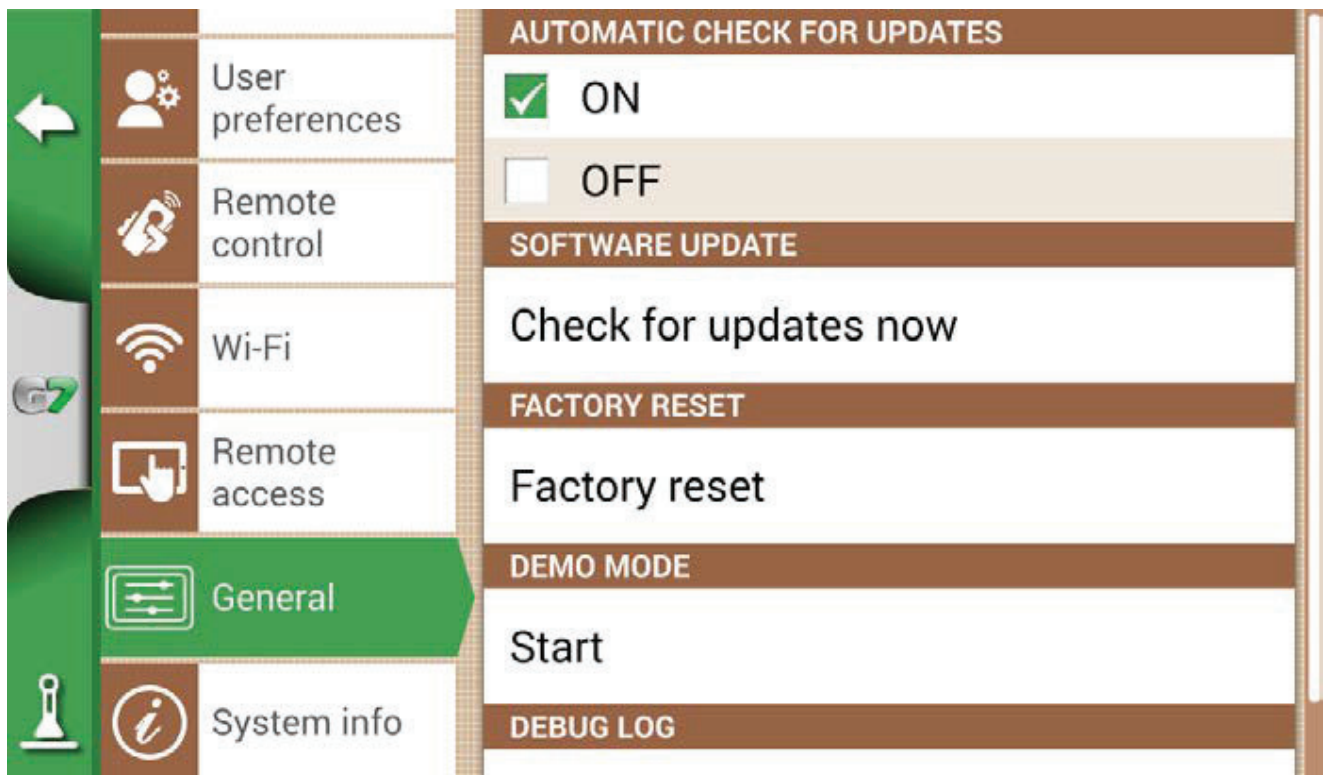 G7
User
preferences
Remote
control
Wi-Fi
Remote
access
General
System info
AUTOMATIC CHECK FOR UPDATES
ON
OFF
SOFTWARE UPDATE
Check for updates now
FACTORY RESET
Factory reset
DEMO MODE
Start
DEBUG LOG